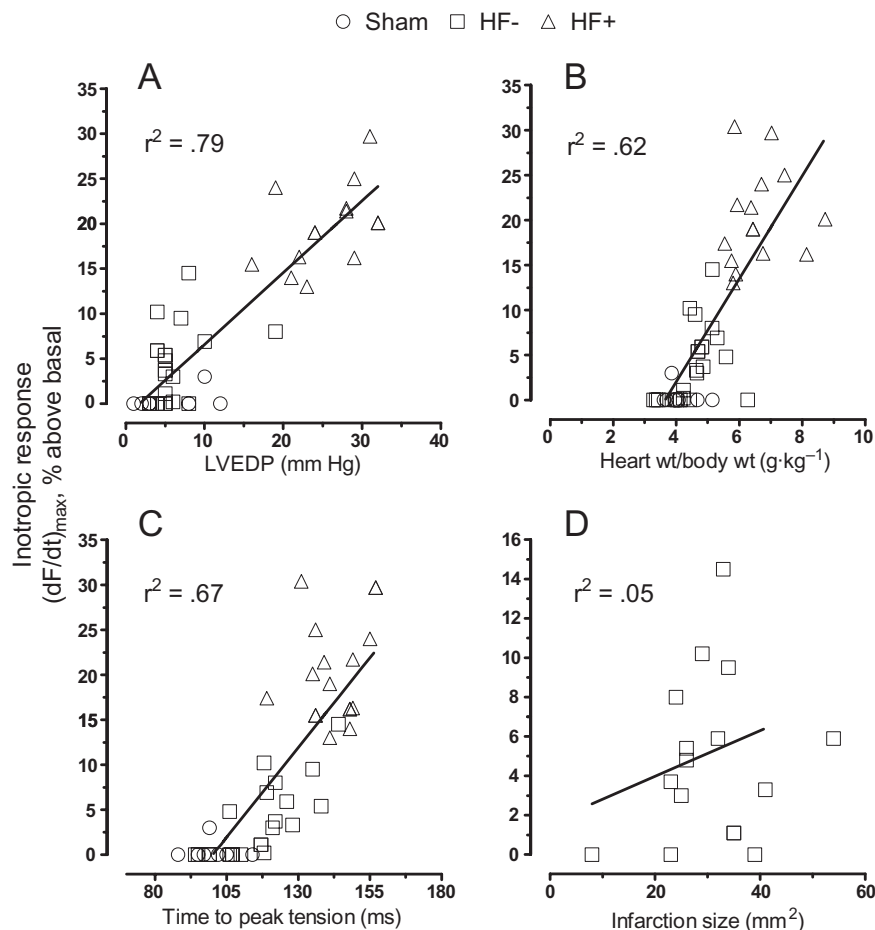 Sham HF- HF+
A
r² = .79
35
30
25
20
15
10
5
0
0 10 20 30 40
LVEDP (mm Hg)
B
r² = .62
35
30
25
20
15
10
5
0
0 2 4 6 8 10
Heart wt/body wt (g·kg⁻¹)
Inotropic response
(dF/dt)max, % above basal
C
r² = .67
35
30
25
20
15
10
5
0
80 105 130 155 180
Time to peak tension (ms)
D
r² = .05
16
14
12
10
8
6
4
2
0
0 20 40 60
Infarction size (mm²)